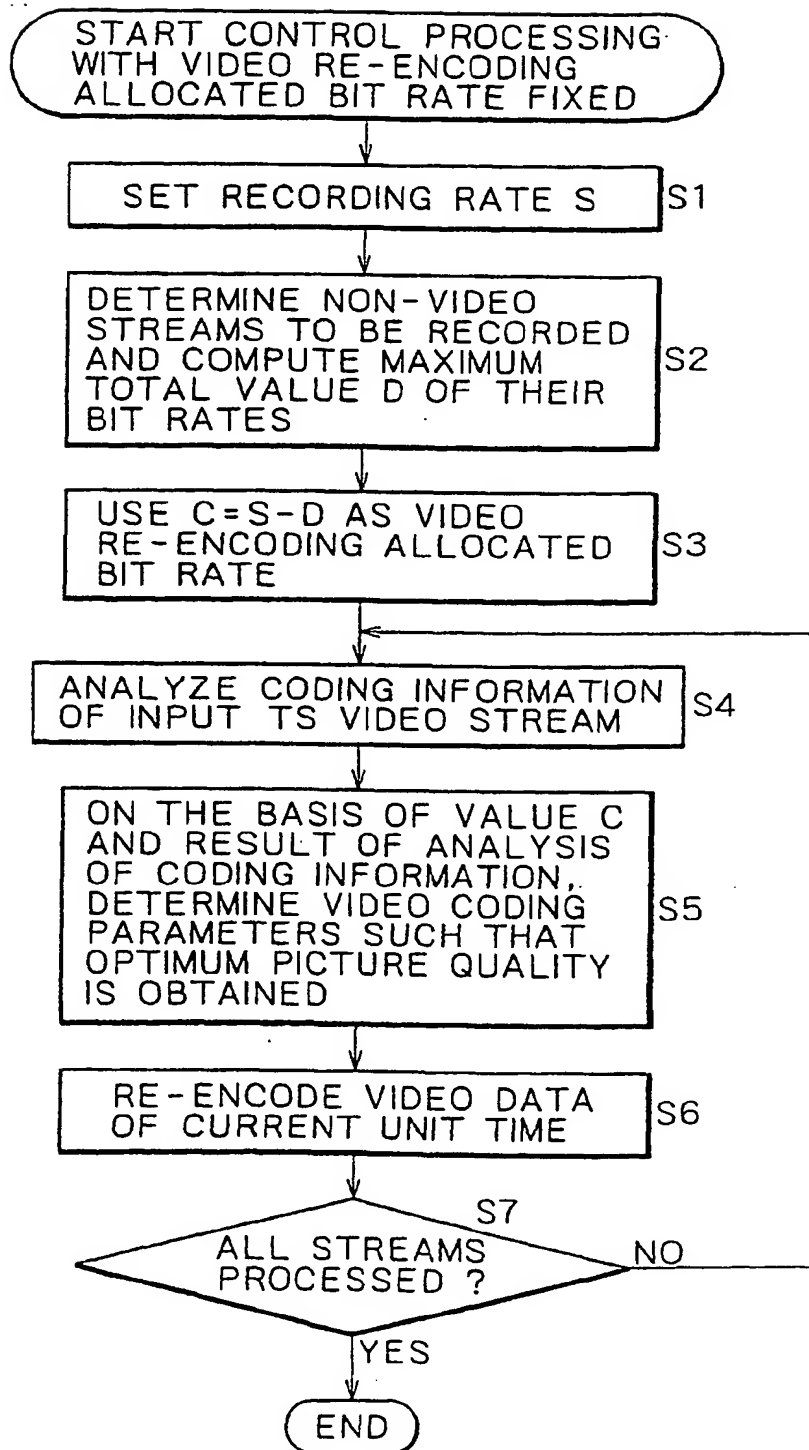 START CONTROL PROCESSING
WITH VIDEO RE-ENCODING
ALLOCATED BIT RATE FIXED
SET RECORDING RATE S
S1
DETERMINE NON-VIDEO
STREAMS TO BE RECORDED
AND COMPUTE MAXIMUM
TOTAL VALUE D OF THEIR
BIT RATES
S2
USE C=S-D AS VIDEO
RE-ENCODING ALLOCATED
BIT RATE
S3
ANALYZE CODING INFORMATION
OF INPUT TS VIDEO STREAM
S4
ON THE BASIS OF VALUE C
AND RESULT OF ANALYSIS
OF CODING INFORMATION,
DETERMINE VIDEO CODING
PARAMETERS SUCH THAT
OPTIMUM PICTURE QUALITY
IS OBTAINED
S5
RE-ENCODE VIDEO DATA
OF CURRENT UNIT TIME
S6
S7
ALL STREAMS
PROCESSED ?
NO
YES
END